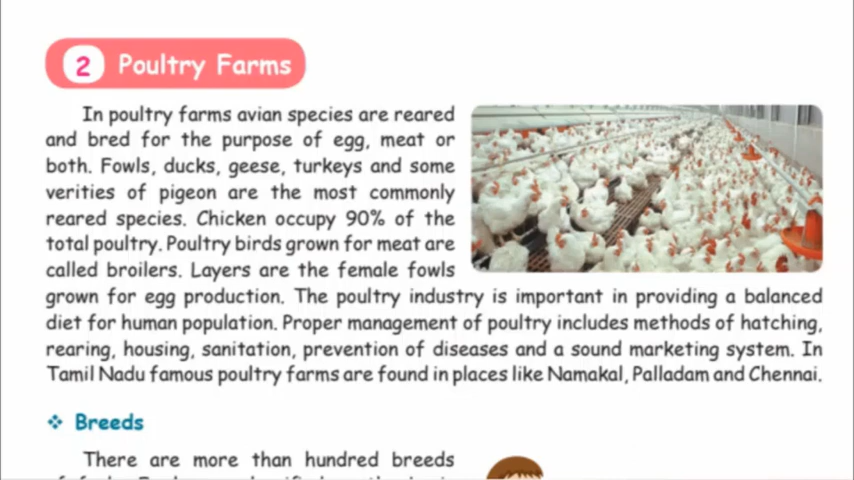 2 Poultry Farms
In poultry farms avian species are reared
and bred for the purpose of egg, meat or
both. Fowls, ducks, geese, turkeys and some
verities of pigeon are the most commonly
reared species. Chicken occupy 90% of the
total poultry. Poultry birds grown for meat are
called broilers. Layers are the female fowls
grown for egg production. The poultry industry is important in providing a balanced
diet for human population. Proper management of poultry includes methods of hatching,
rearing, housing, sanitation, prevention of diseases and a sound marketing system. In
Tamil Nadu famous poultry farms are found in places like Namakal, Palladam and Chennai.
❖ Breeds
There are more than hundred breeds